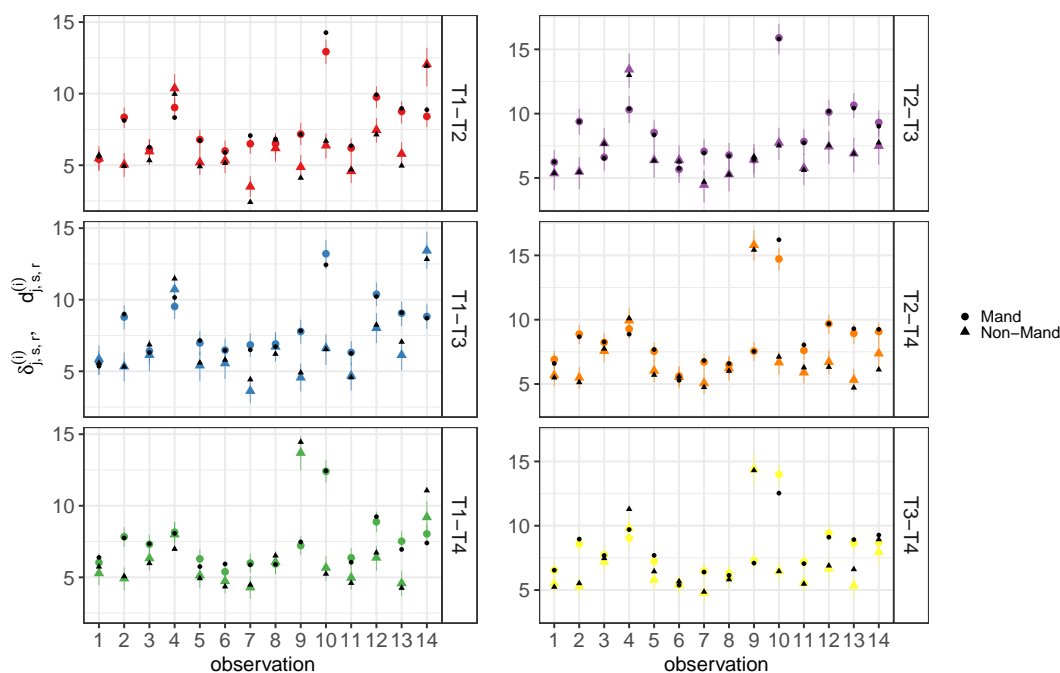 15
10
5
T1−T2
15
10
5
T2−T3
15
10
5
T1−T3
15
10
5
T2−T4
15
10
5
T1−T4
15
10
5
T3−T4
δ(i)j, s, r, d(i)j, s, r
1 2 3 4 5 6 7 8 9 10 11 12 13 14
observation
1 2 3 4 5 6 7 8 9 10 11 12 13 14
observation
Mand
Non−Mand